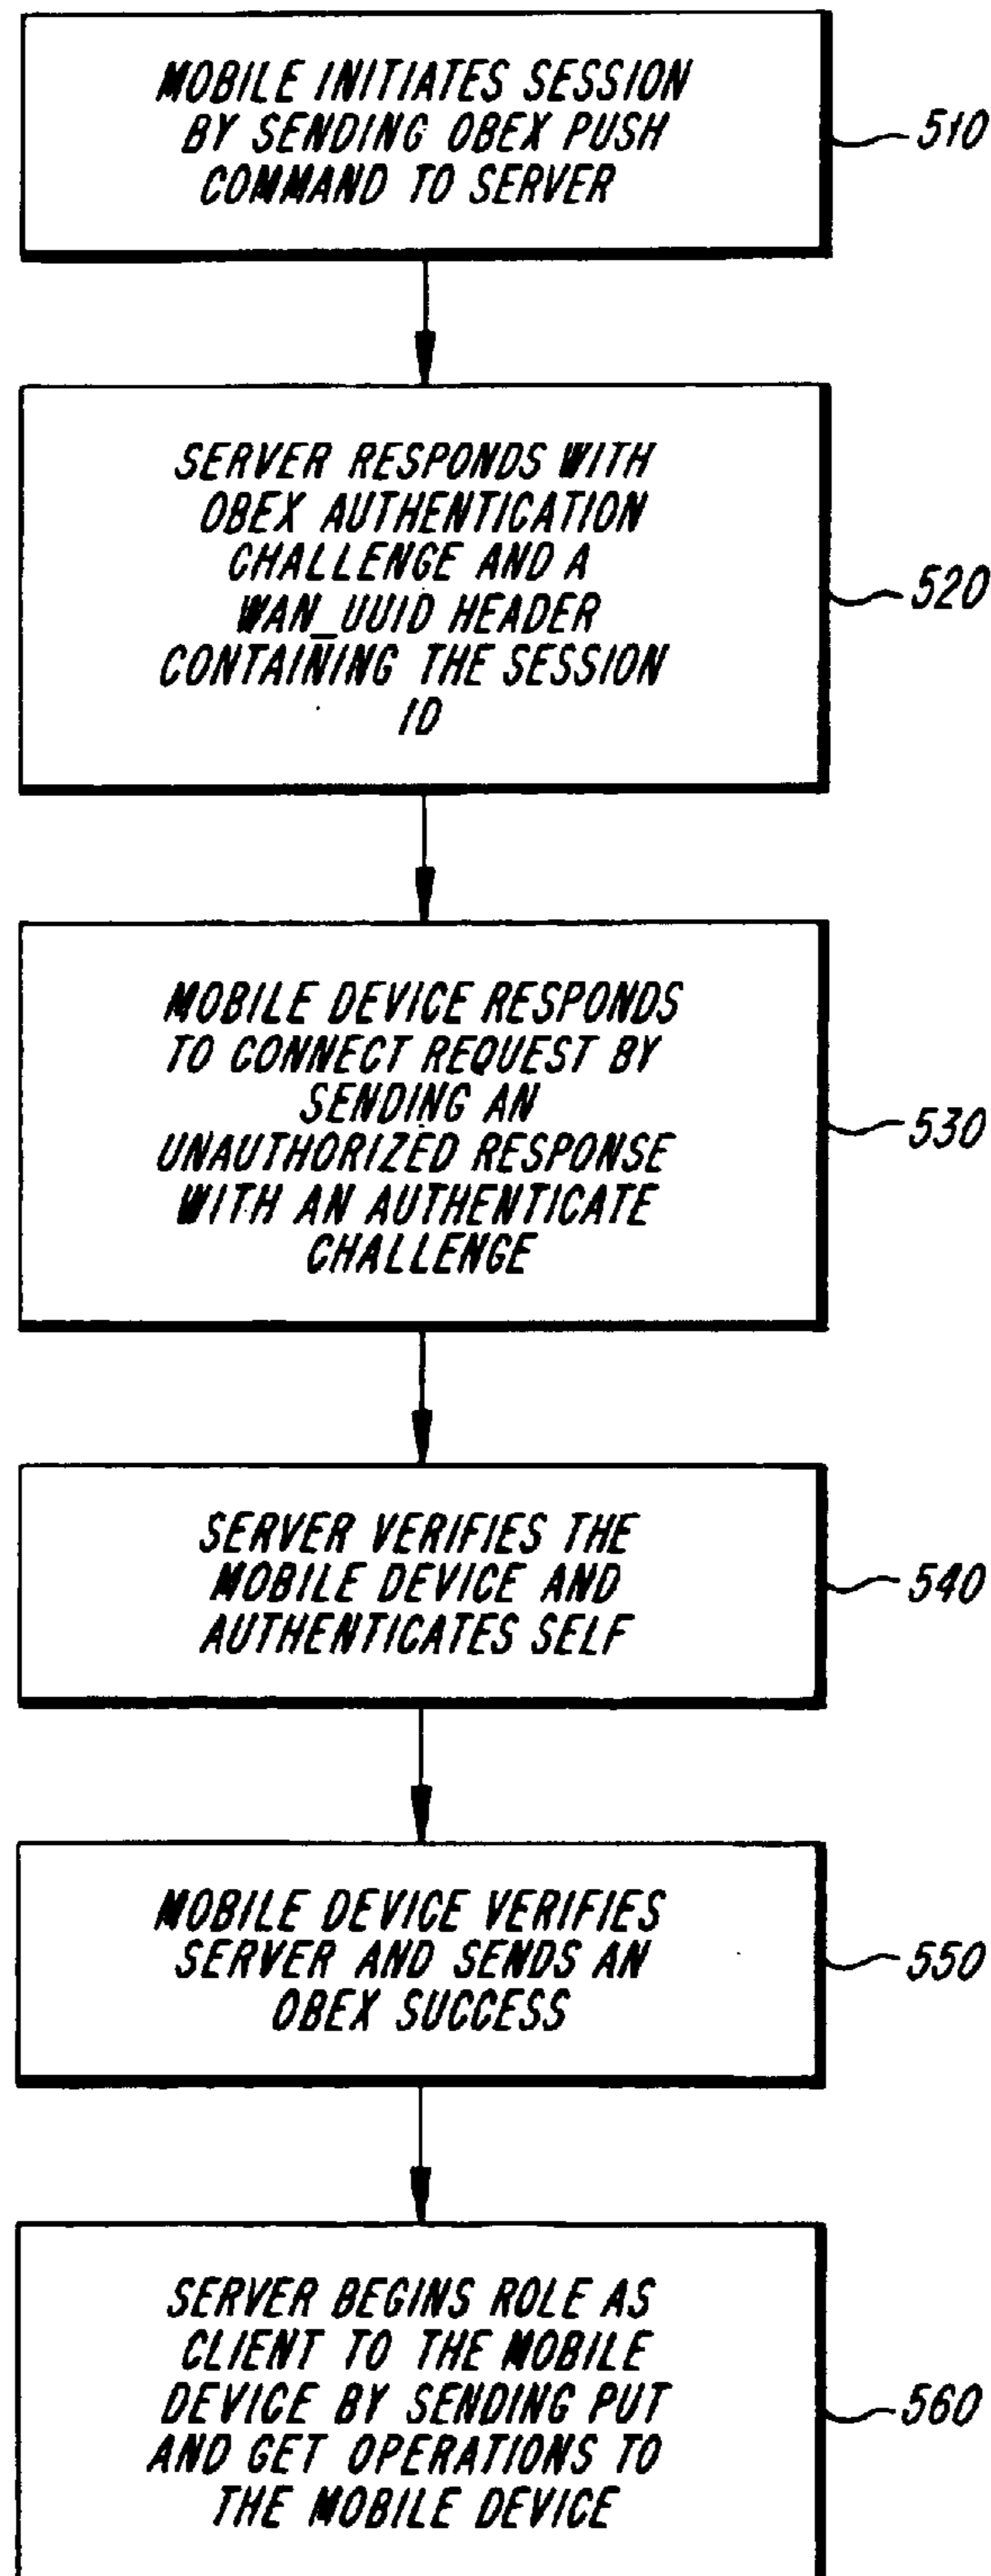 MOBILE INITIATES SESSION
BY SENDING OBEX PUSH
COMMAND TO SERVER
510
SERVER RESPONDS WITH
OBEX AUTHENTICATION
CHALLENGE AND A
WAN_UUID HEADER
CONTAINING THE SESSION
ID
520
MOBILE DEVICE RESPONDS
TO CONNECT REQUEST BY
SENDING AN
UNAUTHORIZED RESPONSE
WITH AN AUTHENTICATE
CHALLENGE
530
SERVER VERIFIES THE
MOBILE DEVICE AND
AUTHENTICATES SELF
540
MOBILE DEVICE VERIFIES
SERVER AND SENDS AN
OBEX SUCCESS
550
SERVER BEGINS ROLE AS
CLIENT TO THE MOBILE
DEVICE BY SENDING PUT
AND GET OPERATIONS TO
THE MOBILE DEVICE
560